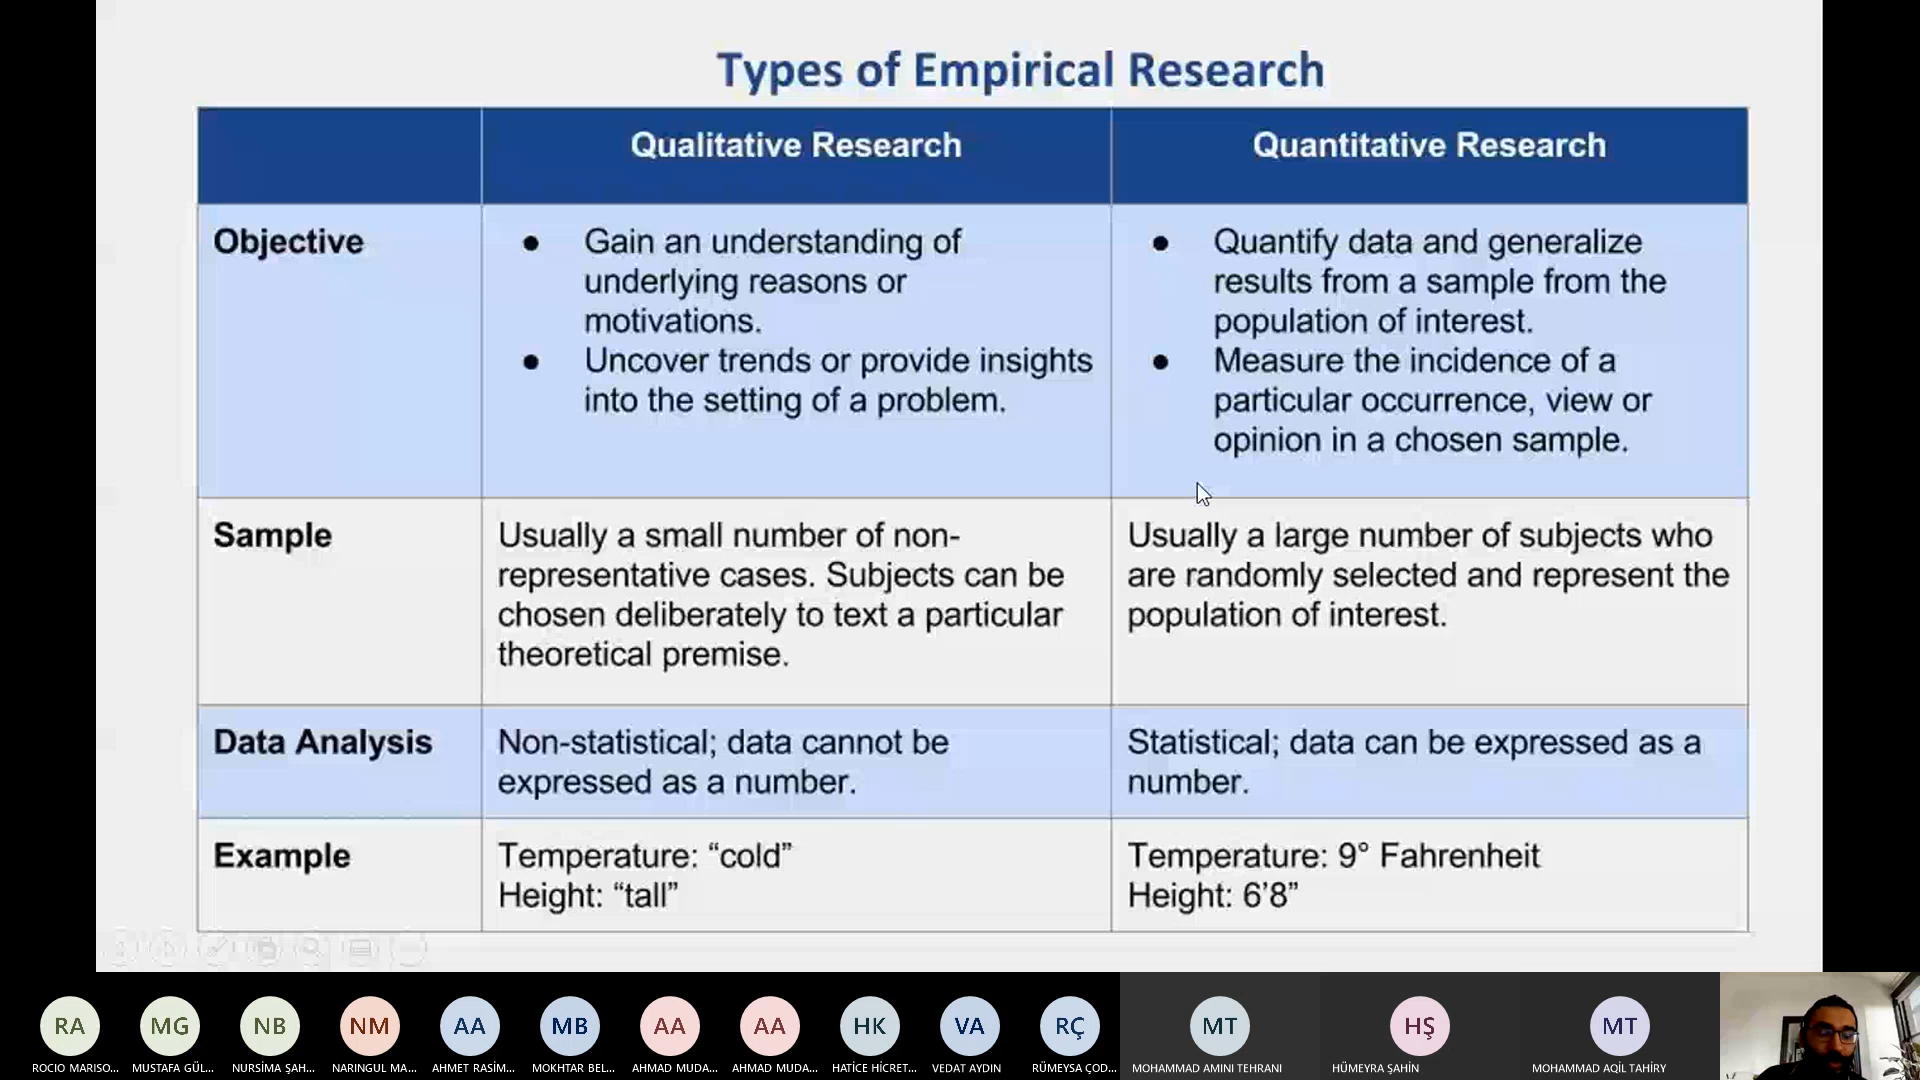 Types of Empirical Research
Qualitative Research
Quantitative Research
Objective
● Gain an understanding of
underlying reasons or
motivations.
● Uncover trends or provide insights
into the setting of a problem.
● Quantify data and generalize
results from a sample from the
population of interest.
● Measure the incidence of a
particular occurrence, view or
opinion in a chosen sample.
Sample
Usually a small number of non-
representative cases. Subjects can be
chosen deliberately to text a particular
theoretical premise.
Usually a large number of subjects who
are randomly selected and represent the
population of interest.
Data Analysis
Non-statistical; data cannot be
expressed as a number.
Statistical; data can be expressed as a
number.
Example
Temperature: “cold”
Height: “tall”
Temperature: 9° Fahrenheit
Height: 6’8”
RA
MG
NB
NM
AA
MB
AA
AA
HK
VA
RÇ
MT
HŞ
MT
ROCIO MARISO...
MUSTAFA GÜL...
NURSİMA ŞAH...
NARINGUL MA...
AHMET RASİM...
MOKHTAR BEL...
AHMAD MUDA...
AHMAD MUDA...
HATİCE HİCRET...
VEDAT AYDIN
RÜMEYSA ÇOD...
MOHAMMAD AMINI TEHRANI
HÜMEYRA ŞAHİN
MOHAMMAD AQİL TAHİRY